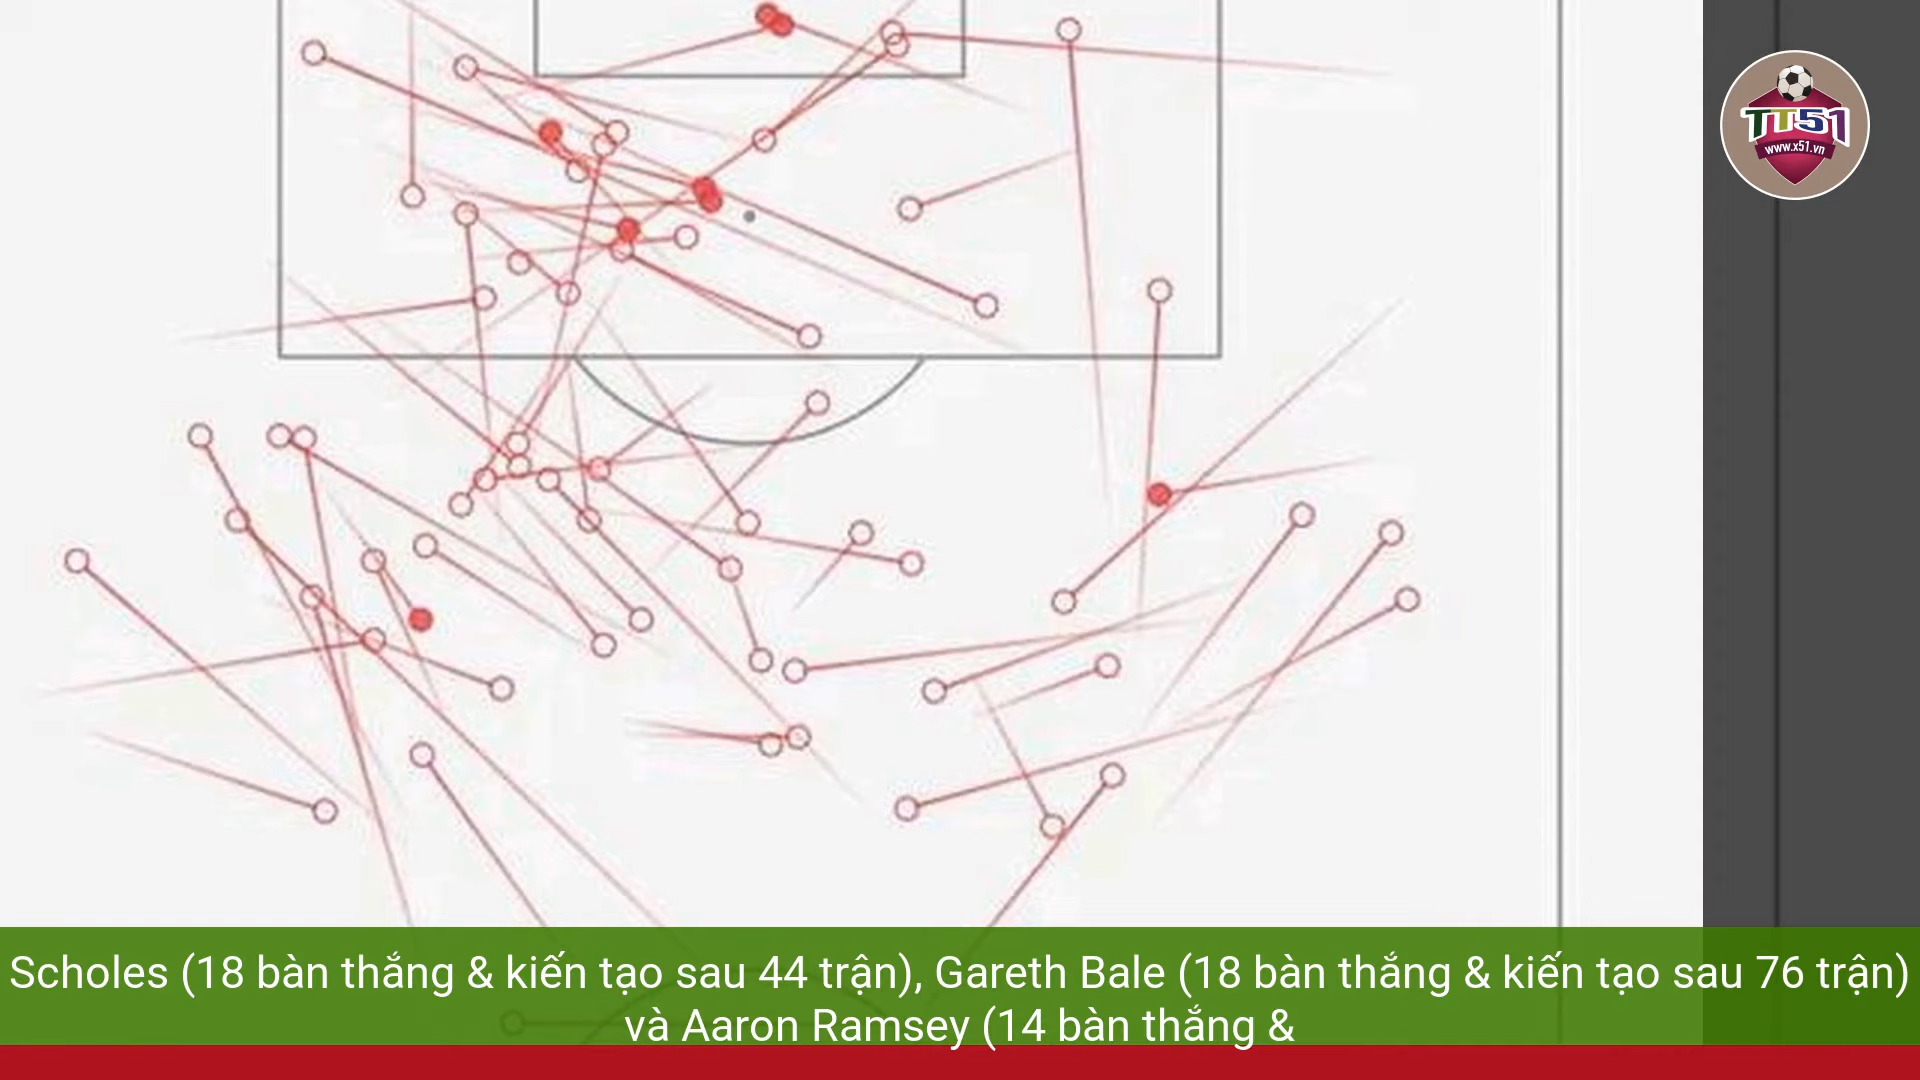 TT51
www.x51.vn
Scholes (18 bàn thắng & kiến tạo sau 44 trận), Gareth Bale (18 bàn thắng & kiến tạo sau 76 trận)
và Aaron Ramsey (14 bàn thắng &